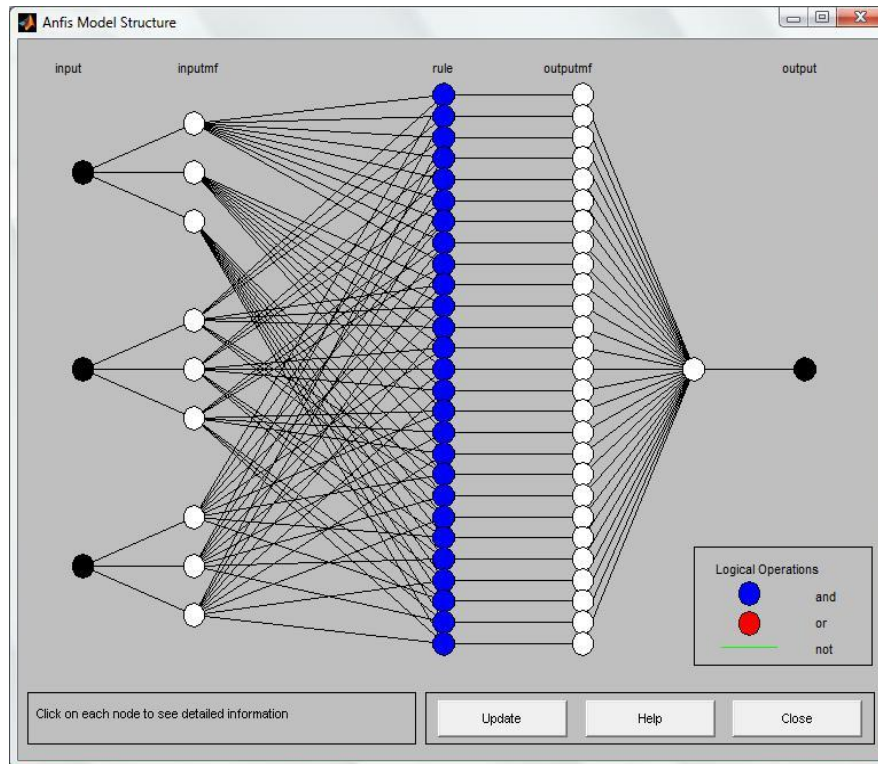 Anfis Model Structure
input inputmf rule outputmf output
Logical Operations
and
or
not
Click on each node to see detailed information
Update Help Close